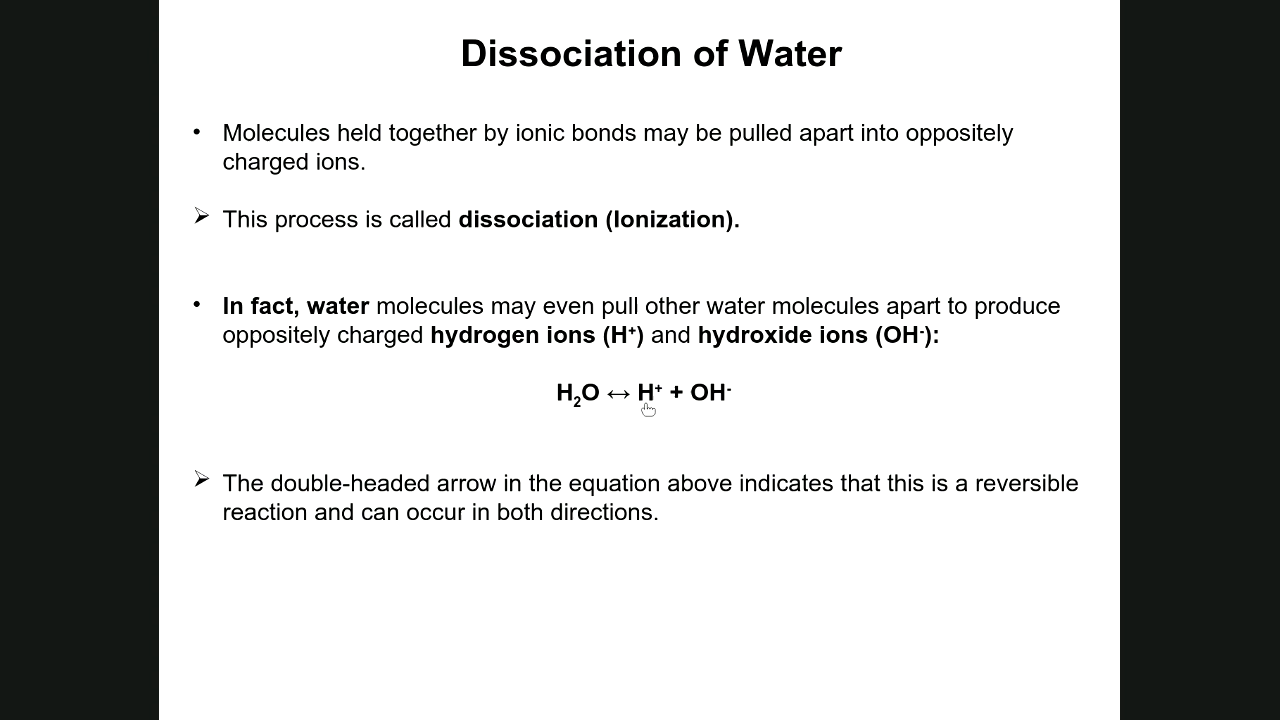 Dissociation of Water
• Molecules held together by ionic bonds may be pulled apart into oppositely
charged ions.
➢ This process is called dissociation (Ionization).
• In fact, water molecules may even pull other water molecules apart to produce
oppositely charged hydrogen ions (H⁺) and hydroxide ions (OH⁻):
H₂O ↔ H⁺ + OH⁻
➢ The double-headed arrow in the equation above indicates that this is a reversible
reaction and can occur in both directions.